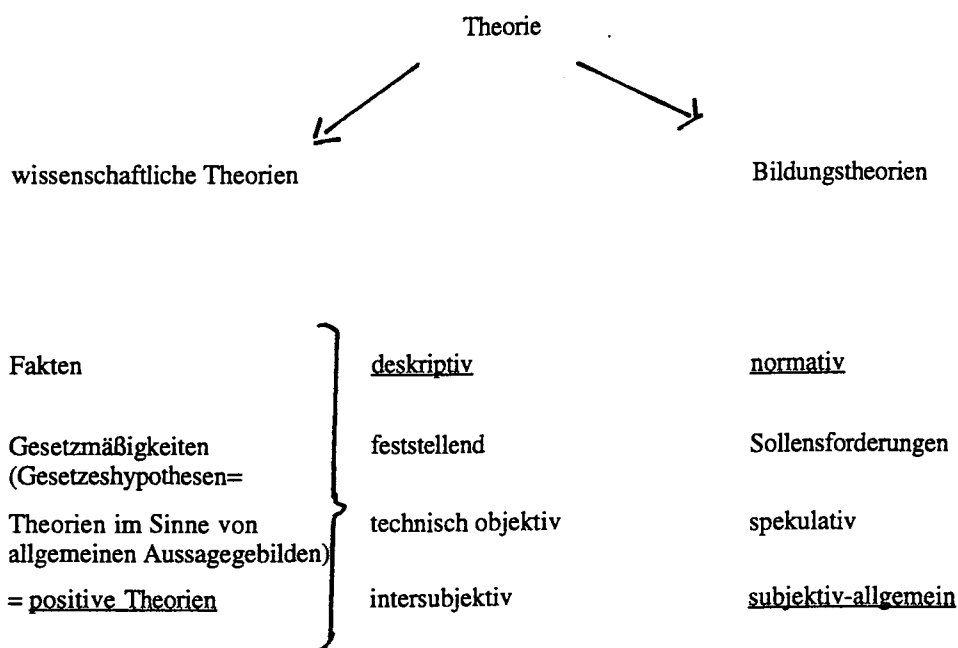 Theorie
wissenschaftliche Theorien
Bildungstheorien
Fakten
deskriptiv
normativ
Gesetzmäßigkeiten
(Gesetzeshypothesen=
feststellend
Sollensforderungen
Theorien im Sinne von
allgemeinen Aussagegebilden)
technisch objektiv
spekulativ
= positive Theorien
intersubjektiv
subjektiv-allgemein